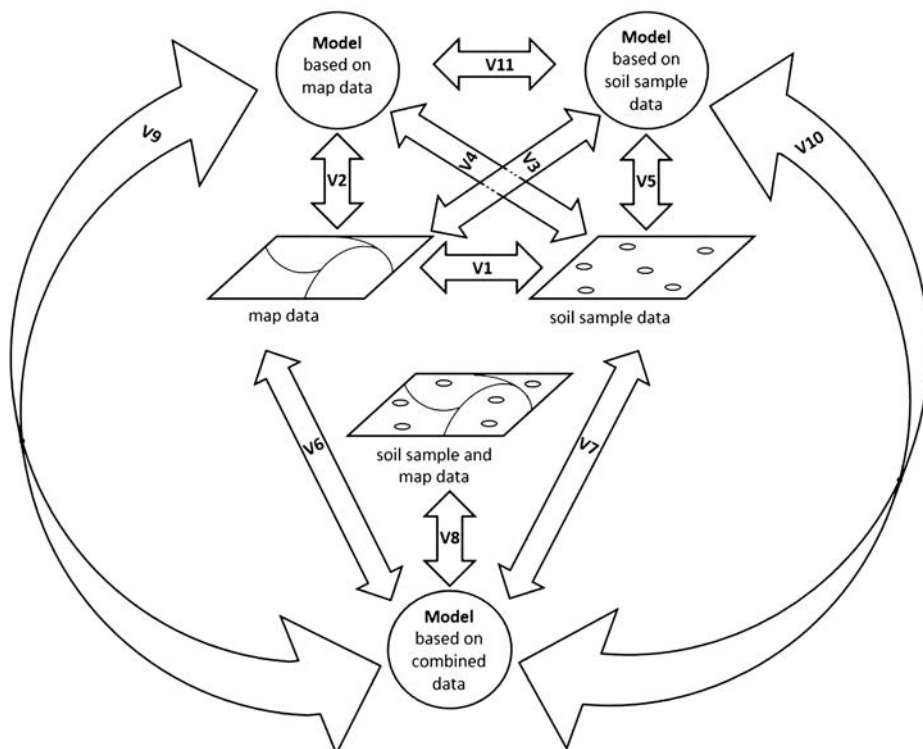 Model
based on
map data
V11
Model
based on
soil sample
data
V9
V10
V4
V3
V2
V5
V1
map data
soil sample data
V6
V7
soil sample and
map data
V8
Model
based on
combined
data